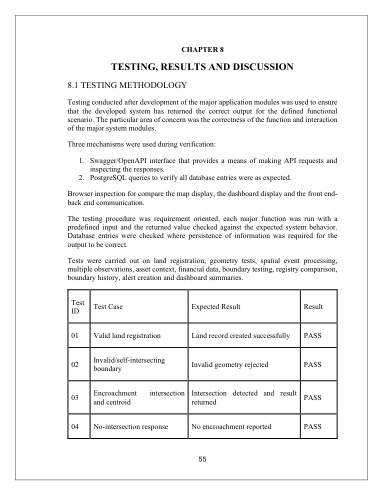 CHAPTER 8
TESTING, RESULTS AND DISCUSSION
8.1 TESTING METHODOLOGY
Testing conducted after development of the major application modules was used to ensure
that the developed system has returned the correct output for the defined functional
scenario. The particular area of concern was the correctness of the function and interaction
of the major system modules.
Three mechanisms were used during verification:
1. Swagger/OpenAPI interface that provides a means of making API requests and
inspecting the responses.
2. PostgreSQL queries to verify all database entries were as expected.
Browser inspection for compare the map display, the dashboard display and the front end-
back end communication.
The testing procedure was requirement oriented, each major function was run with a
predefined input and the returned value checked against the expected system behavior.
Database entries were checked where persistence of information was required for the
output to be correct.
Tests were carried out on land registration, geometry tests, spatial event processing,
multiple observations, asset context, financial data, boundary testing, registry comparison,
boundary history, alert creation and dashboard summaries.
Test
ID
Test Case
Expected Result
Result
01
Valid land registration
Land record created successfully
PASS
02
Invalid/self-intersecting
boundary
Invalid geometry rejected
PASS
03
Encroachment intersection
and centroid
Intersection detected and result
returned
PASS
04
No-intersection response
No encroachment reported
PASS
55